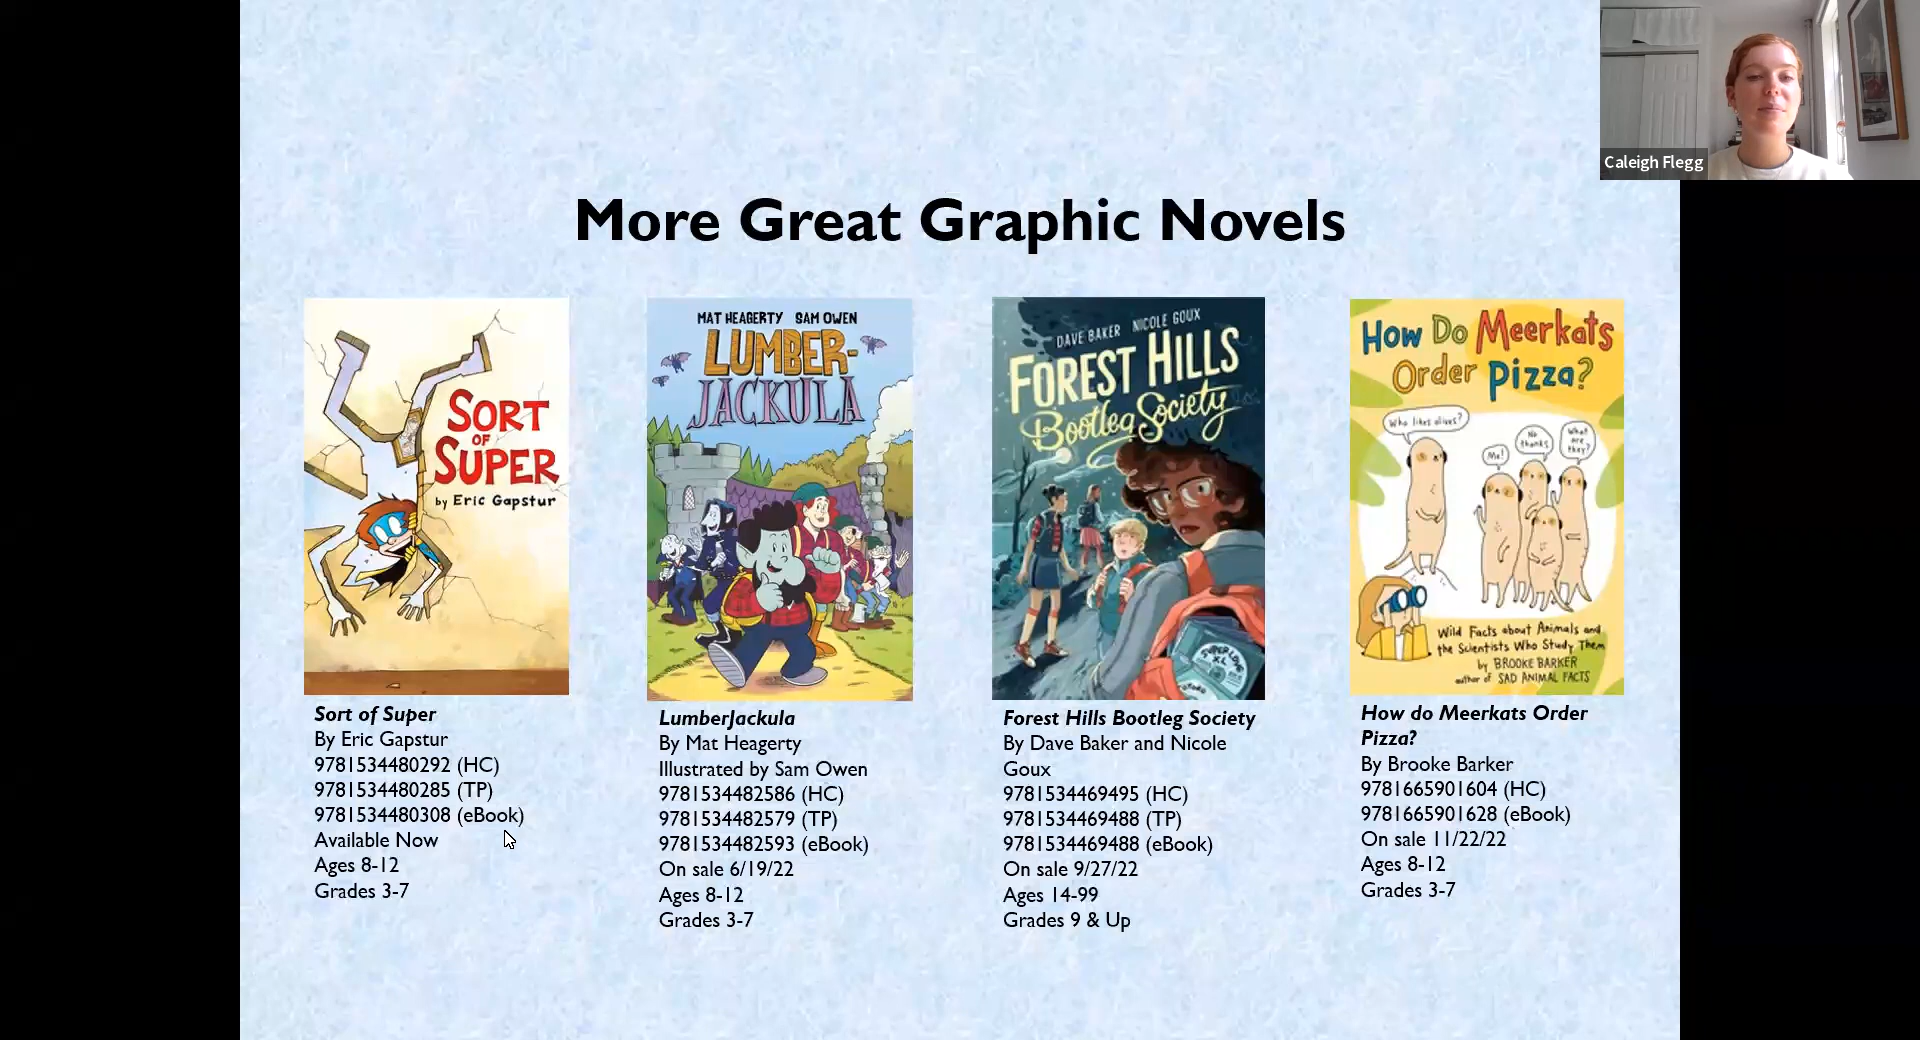 Caleigh Flegg
More Great Graphic Novels
SORT
OF
SUPER
by Eric Gapstur
Sort of Super
By Eric Gapstur
9781534480292 (HC)
9781534480285 (TP)
9781534480308 (eBook)
Available Now
Ages 8-12
Grades 3-7
MAT HEAGERTY SAM OWEN
LUMBER-
JACKULA
LumberJackula
By Mat Heagerty
Illustrated by Sam Owen
9781534482586 (HC)
9781534482579 (TP)
9781534482593 (eBook)
On sale 6/19/22
Ages 8-12
Grades 3-7
DAVE BAKER NICOLE GOUX
FOREST HILLS
Bootleg Society
SUPER LOVE
XL
Forest Hills Bootleg Society
By Dave Baker and Nicole
Goux
9781534469495 (HC)
9781534469488 (TP)
9781534469488 (eBook)
On sale 9/27/22
Ages 14-99
Grades 9 & Up
How Do Meerkats
Order Pizza?
Who likes olives?
Me!
No
thanks
What
are
they?
Wild Facts about Animals and
the Scientists Who Study Them
by BROOKE BARKER
author of SAD ANIMAL FACTS
How do Meerkats Order
Pizza?
By Brooke Barker
9781665901604 (HC)
9781665901628 (eBook)
On sale 11/22/22
Ages 8-12
Grades 3-7